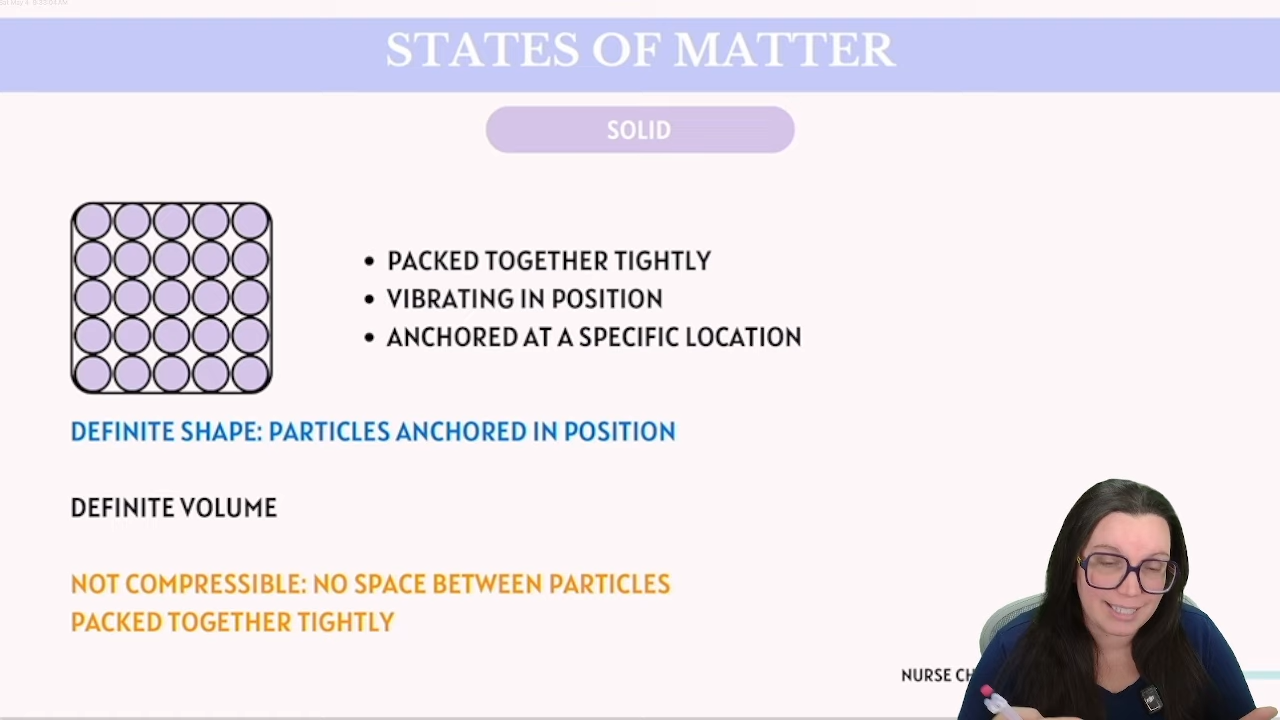 STATES OF MATTER
SOLID
• PACKED TOGETHER TIGHTLY
• VIBRATING IN POSITION
• ANCHORED AT A SPECIFIC LOCATION
DEFINITE SHAPE: PARTICLES ANCHORED IN POSITION
DEFINITE VOLUME
NOT COMPRESSIBLE: NO SPACE BETWEEN PARTICLES
PACKED TOGETHER TIGHTLY
NURSE